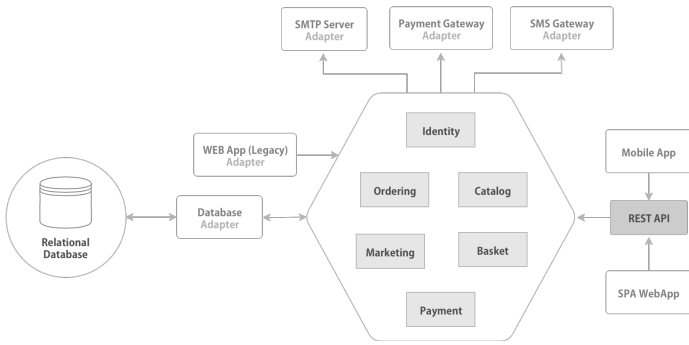 SMTP Server
Adapter
Payment Gateway
Adapter
SMS Gateway
Adapter
Identity
WEB App (Legacy)
Adapter
Mobile App
Ordering
Catalog
Database
Adapter
REST API
Relational
Database
Marketing
Basket
SPA WebApp
Payment